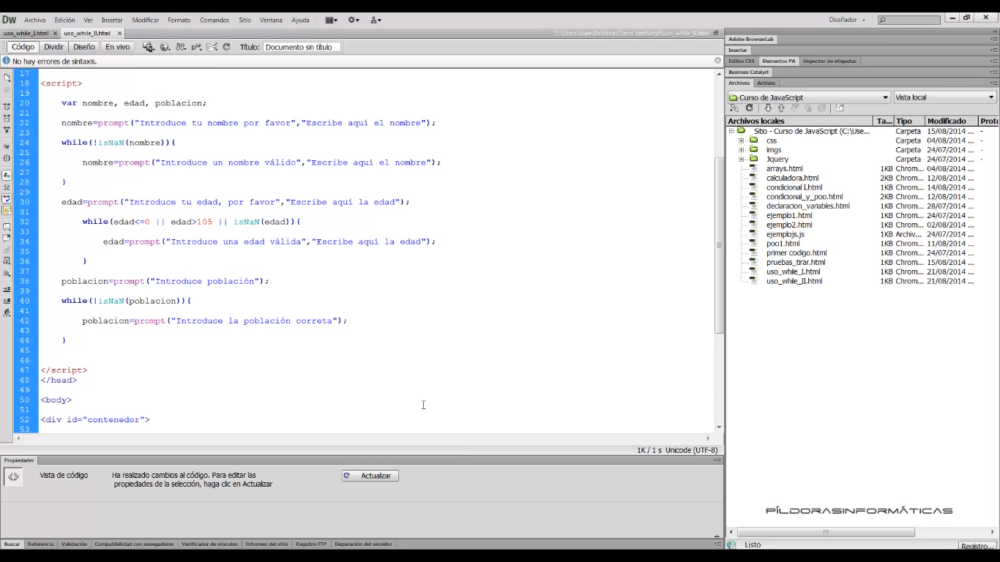 Dw Archivo Edición Ver Insertar Modificar Formato Comandos Sitio Ventana Ayuda Diseñador
uso_while_I.html uso_while_II.html C:\Users\Juan\Desktop\Curso JavaScript\uso_while_II.html
Código Dividir Diseño En vivo Título: Documento sin título
No hay errores de sintaxis.
17
18 <script>
19
20 var nombre, edad, poblacion;
21
22 nombre=prompt("Introduce tu nombre por favor","Escribe aquí el nombre");
23
24 while(!isNaN(nombre)){
25
26 nombre=prompt("Introduce un nombre válido","Escribe aquí el nombre");
27
28 }
29
30 edad=prompt("Introduce tu edad, por favor","Escribe aquí la edad");
31
32 while(edad<=0 || edad>105 || isNaN(edad)){
33
34 edad=prompt("Introduce una edad válida","Escribe aquí la edad");
35
36 }
37
38 poblacion=prompt("Introduce población");
39
40 while(!isNaN(poblacion)){
41
42 poblacion=prompt("Introduce la población correta");
43
44 }
45
46
47 </script>
48 </head>
49
50 <body>
51
52 <div id="contenedor">
53
1K / 1 s Unicode (UTF-8)
Propiedades
Vista de código Ha realizado cambios al código. Para editar las Actualizar
propiedades de la selección, haga clic en Actualizar
Buscar Referencia Validación Compatibilidad con navegadores Verificador de vínculos Informes del sitio Registro FTP Depuración del servidor
Adobe BrowserLab
Insertar
Estilos CSS Elementos PA Inspector de etiquetas
Business Catalyst
Archivos Activos
Curso de JavaScript Vista local
Archivos locales Ta... Tipo Modificado Prote
Sitio - Curso de JavaScript (C:\Use... Carpeta 15/08/2014 ... -
css Carpeta 04/08/2014 ... -
imgs Carpeta 24/07/2014 ... -
Jquery Carpeta 24/07/2014 ... -
arrays.html 1KB Chrom... 04/08/2014 ...
calculadora.html 2KB Chrom... 12/08/2014 ...
condicional I.html 1KB Chrom... 14/08/2014 ...
condicional_y_poo.html 2KB Chrom... 12/08/2014 ...
declaracion_variables.html 1KB Chrom... 28/07/2014 ...
ejemplo1.html 1KB Chrom... 24/07/2014 ...
ejemplo2.html 1KB Chrom... 02/08/2014 ...
ejemplojs.js 1KB Archiv... 24/07/2014 ...
poo1.html 1KB Chrom... 12/08/2014 ...
primer codigo.html 1KB Chrom... 24/07/2014 ...
pruebas_tirar.html 1KB Chrom... 15/08/2014 ...
uso_while_I.html 1KB Chrom... 21/08/2014 ...
uso_while_II.html 1KB Chrom... 21/08/2014 ...
PÍLDORASINFORMÁTICAS
Listo Registro...